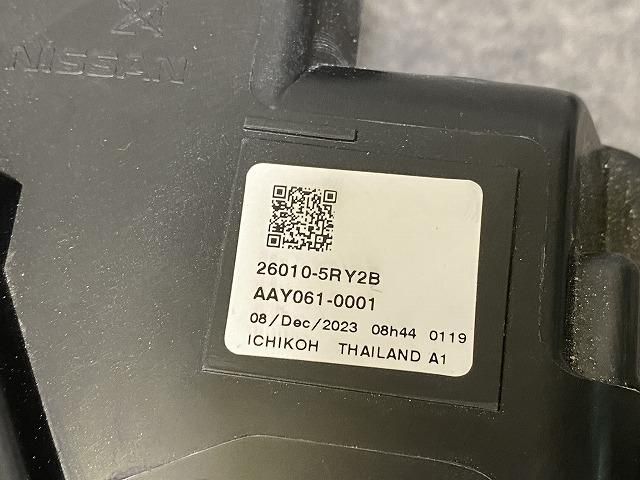 NISSAN
26010-5RY2B
AAY061-0001
08/Dec/2023 08h44 0119
ICHIKOH THAILAND A1